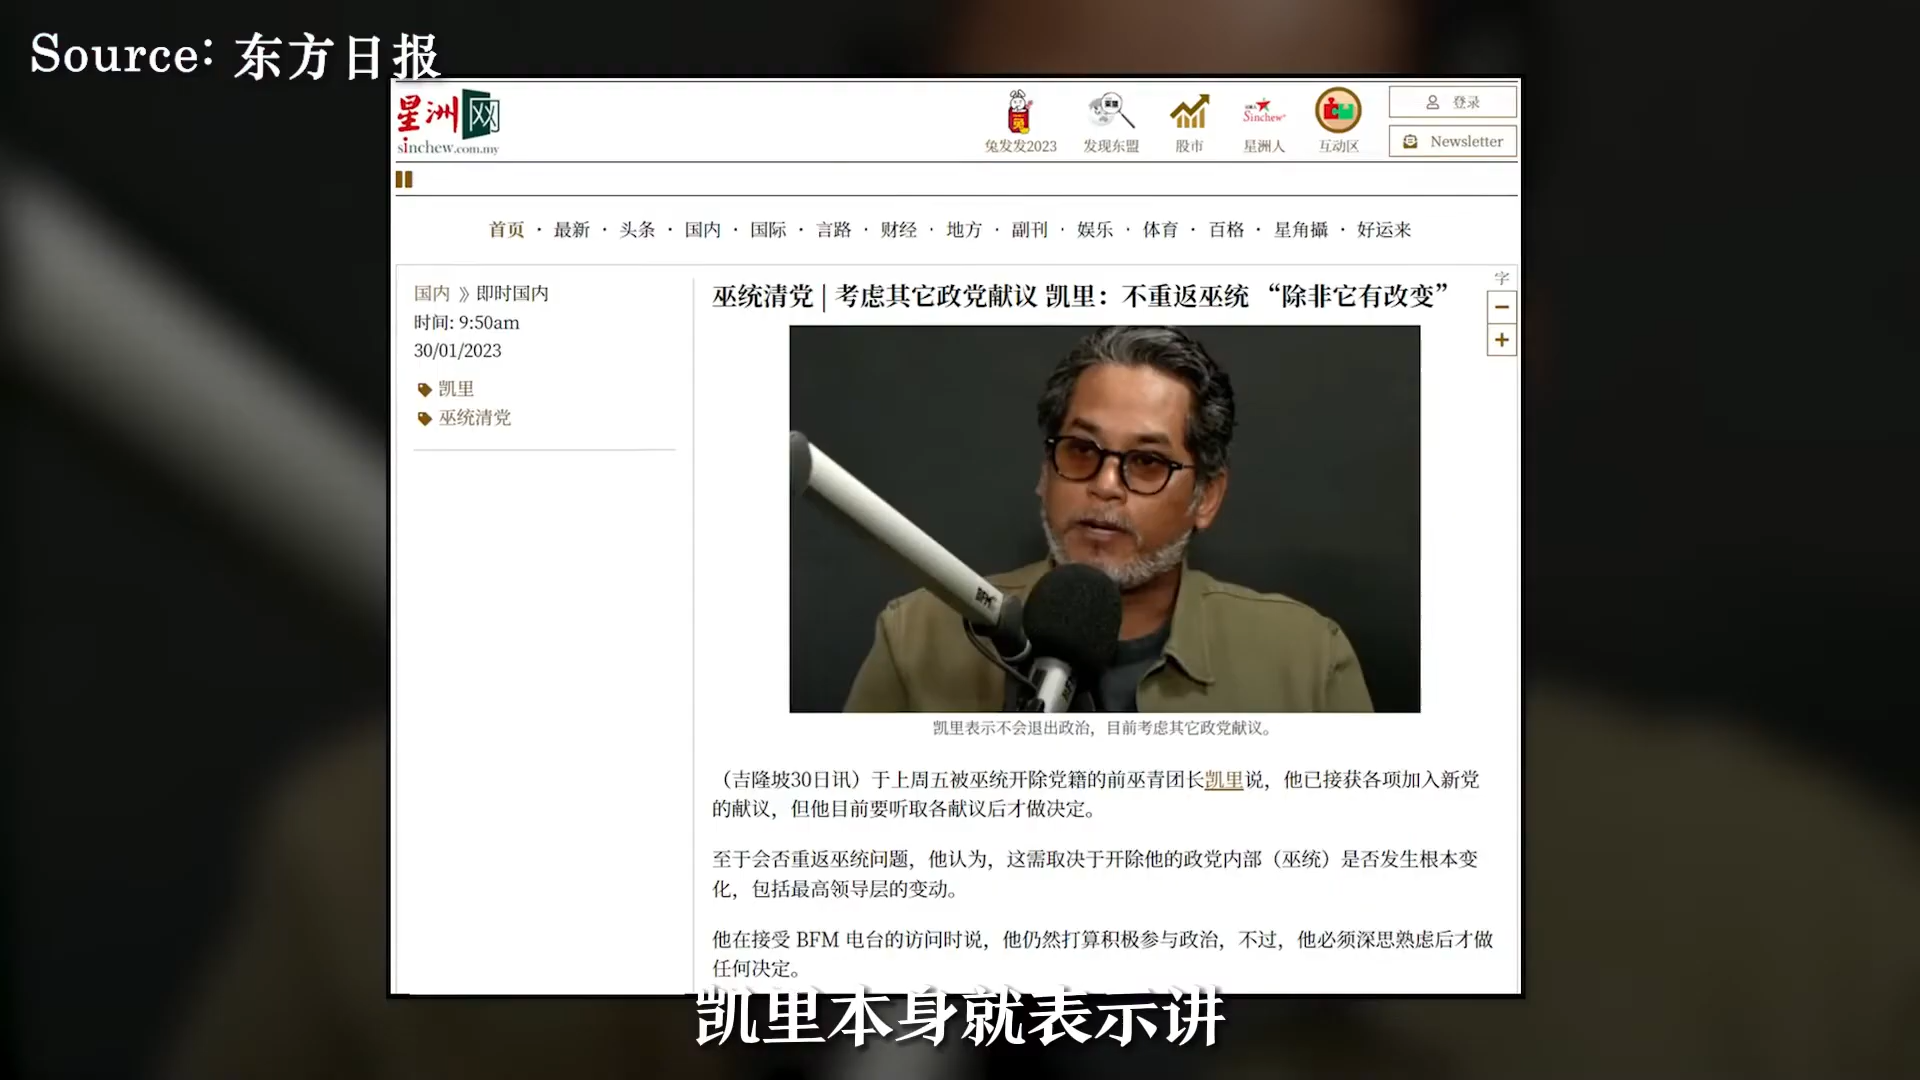 Source: 东方日报
星洲网
sinchew.com.my
兔发发2023
发现东盟
股市
Sinchew+
星洲人
互动区
登录
Newsletter
首页 · 最新 · 头条 · 国内 · 国际 · 言路 · 财经 · 地方 · 副刊 · 娱乐 · 体育 · 百格 · 星角攝 · 好运来
国内 》即时国内
时间: 9:50am
30/01/2023
凯里
巫统清党
巫统清党 | 考虑其它政党献议 凯里：不重返巫统 “除非它有改变”
字
BFM
凯里表示不会退出政治，目前考虑其它政党献议。
（吉隆坡30日讯）于上周五被巫统开除党籍的前巫青团长凯里说，他已接获各项加入新党
的献议，但他目前要听取各献议后才做决定。
至于会否重返巫统问题，他认为，这需取决于开除他的政党内部（巫统）是否发生根本变
化，包括最高领导层的变动。
他在接受 BFM 电台的访问时说，他仍然打算积极参与政治，不过，他必须深思熟虑后才做
任何决定。
凯里本身就表示讲